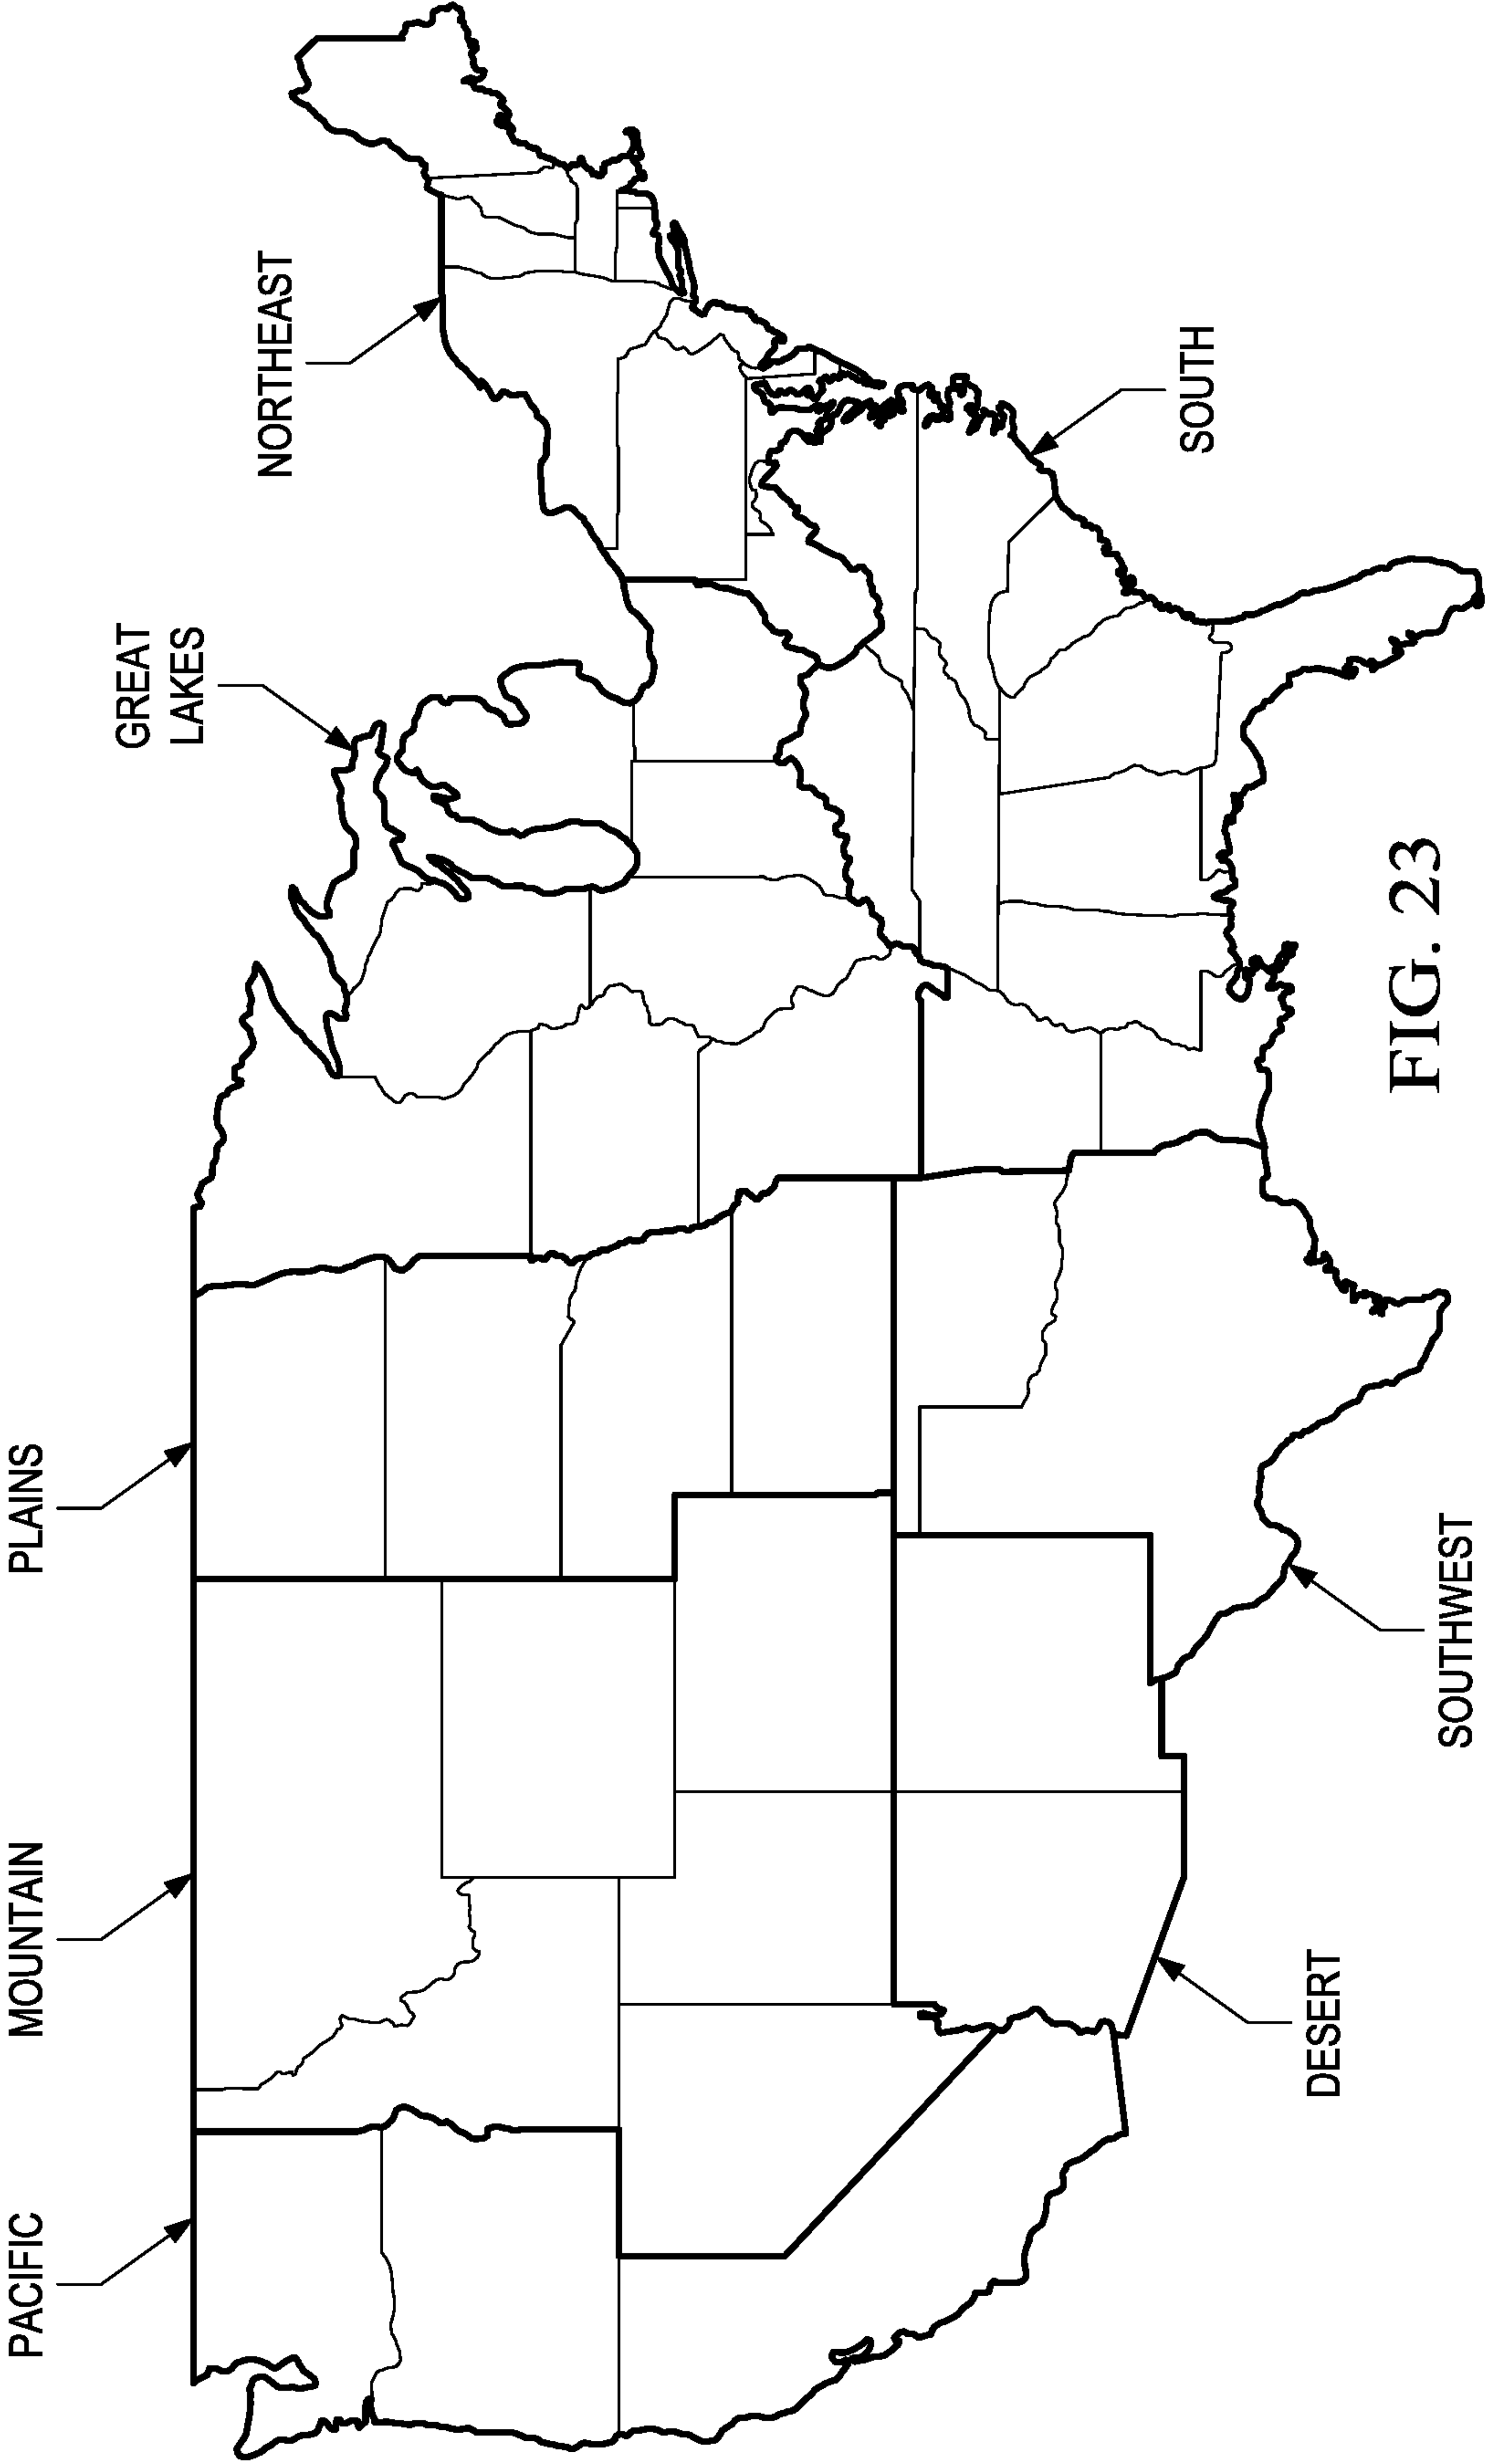 PACIFIC
MOUNTAIN
PLAINS
GREAT
LAKES
NORTHEAST
DESERT
SOUTHWEST
SOUTH
FIG. 23